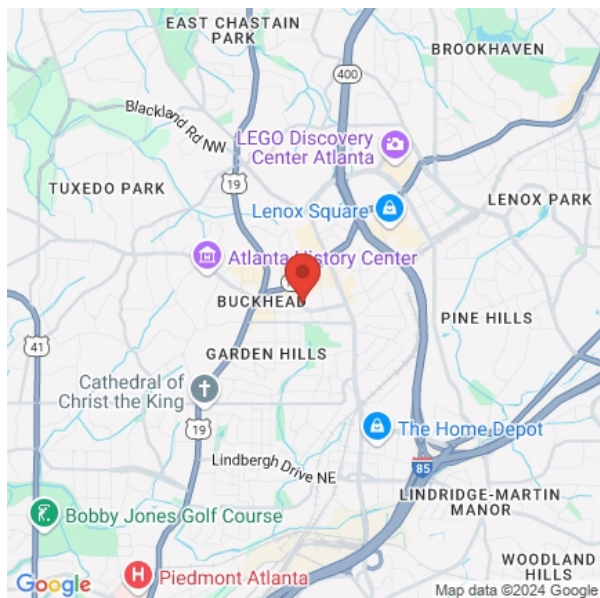 EAST CHASTAIN
PARK
BROOKHAVEN
400
Blackland Rd NW
LEGO Discovery
Center Atlanta
19
TUXEDO PARK
LENOX PARK
Lenox Square
Atlanta History Center
BUCKHEAD
PINE HILLS
41
GARDEN HILLS
Cathedral of
Christ the King
19
The Home Depot
Lindbergh Drive NE
85
LINDRIDGE-MARTIN
MANOR
Bobby Jones Golf Course
WOODLAND
HILLS
H
Piedmont Atlanta
Google
Map data ©2024 Google